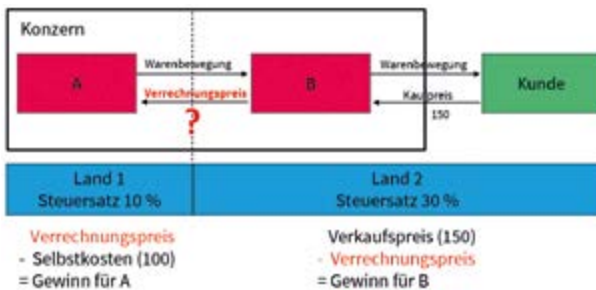 Konzern
Warenbewegung
Warenbewegung
A
B
Kunde
Verrechnungspreis
Kaufpreis
150
?
Land 1
Steuersatz 10 %
Land 2
Steuersatz 30 %
Verrechnungspreis
- Selbstkosten (100)
= Gewinn für A
Verkaufspreis (150)
- Verrechnungspreis
= Gewinn für B